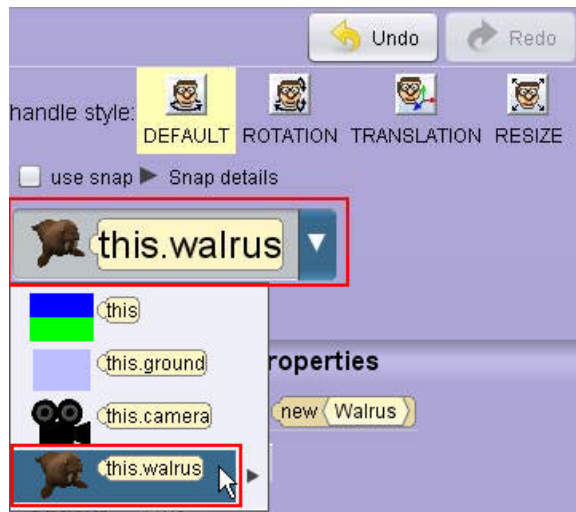 Undo
Redo
handle style:
DEFAULT ROTATION TRANSLATION RESIZE
use snap Snap details
this.walrus
this
this.ground
roperties
this.camera
new Walrus
this.walrus